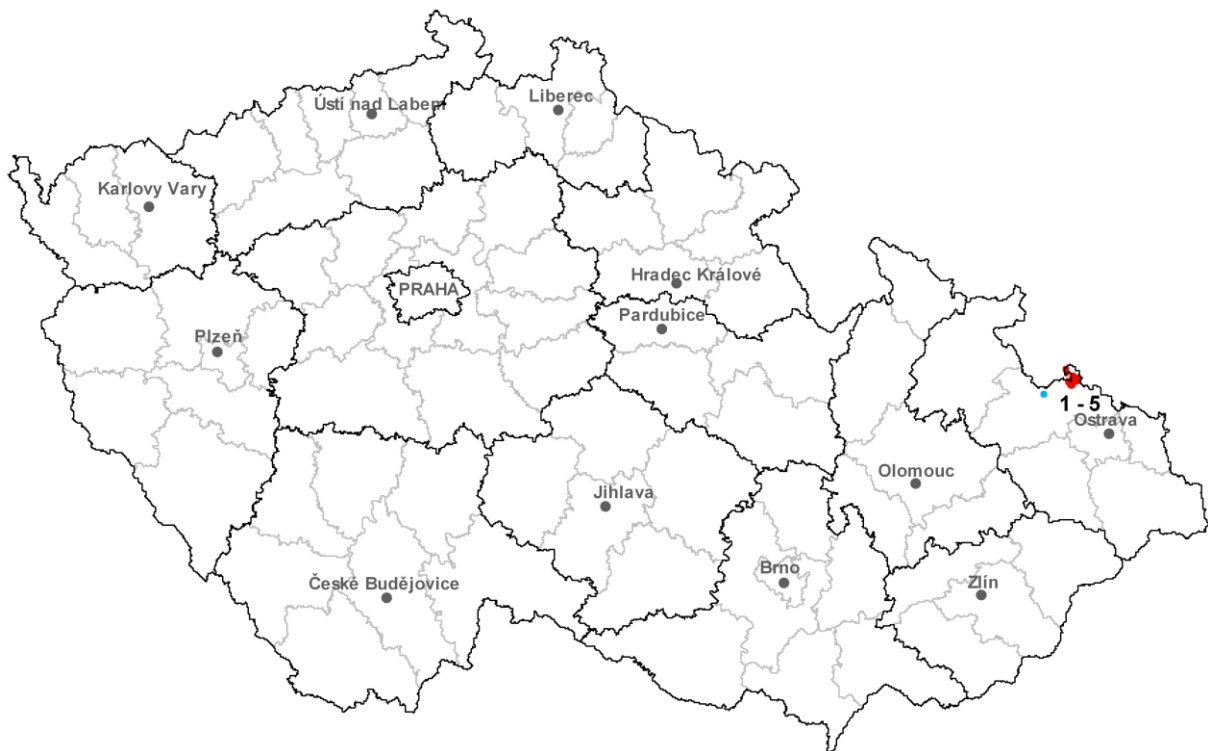 Ústí nad Labem
Liberec
Karlovy Vary
Hradec Králové
PRAHA
Pardubice
Plzeň
1 - 5
Ostrava
Olomouc
Jihlava
Brno
České Budějovice
Zlín